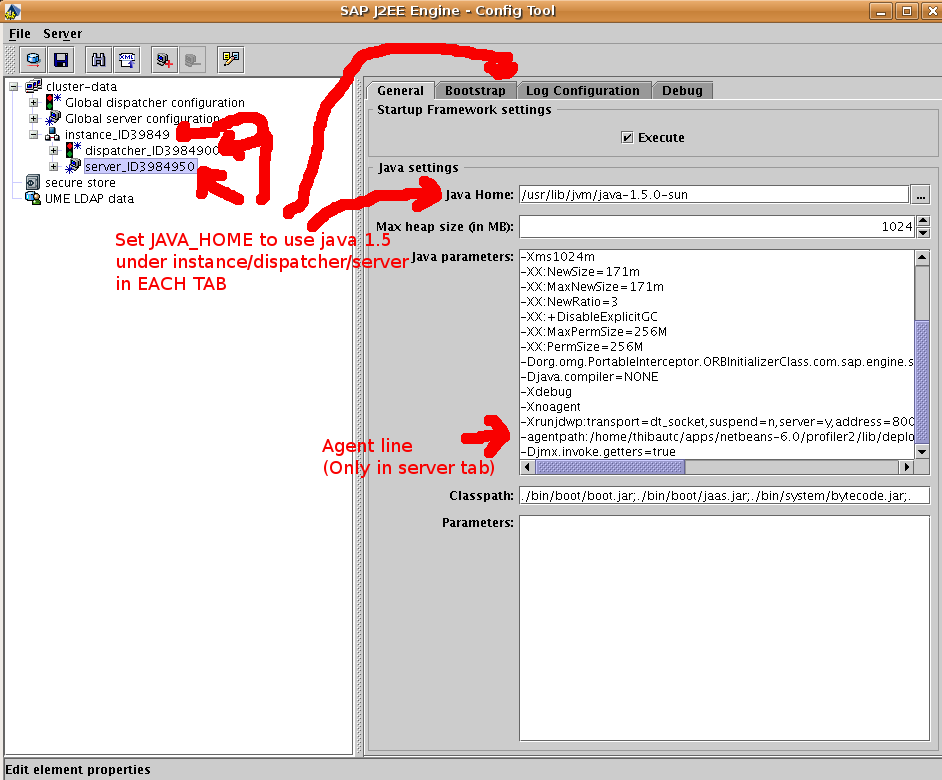 SAP J2EE Engine - Config Tool
File Server
cluster-data
Global dispatcher configuration
Global server configuration
instance_ID39849
dispatcher_ID398490
server_ID3984950
secure store
UME LDAP data
Set JAVA_HOME to use java 1.5
under instance/dispatcher/server
in EACH TAB
General Bootstrap Log Configuration Debug
Startup Framework settings
Execute
Java settings
Java Home: /usr/lib/jvm/java-1.5.0-sun ...
Max heap size (in MB): 1024
Java parameters:
-Xms1024m
-XX:NewSize=171m
-XX:MaxNewSize=171m
-XX:NewRatio=3
-XX:+DisableExplicitGC
-XX:MaxPermSize=256M
-XX:PermSize=256M
-Dorg.omg.PortableInterceptor.ORBInitializerClass.com.sap.engine.s
-Djava.compiler=NONE
-Xdebug
-Xnoagent
-Xrunjdwp:transport=dt_socket,suspend=n,server=y,address=800
-agentpath:/home/thibautc/apps/netbeans-6.0/profiler2/lib/deplo
-Djmx.invoke.getters=true
Agent line
(Only in server tab)
Classpath: ./bin/boot/boot.jar;./bin/boot/jaas.jar;./bin/system/bytecode.jar;.
Parameters:
Edit element properties